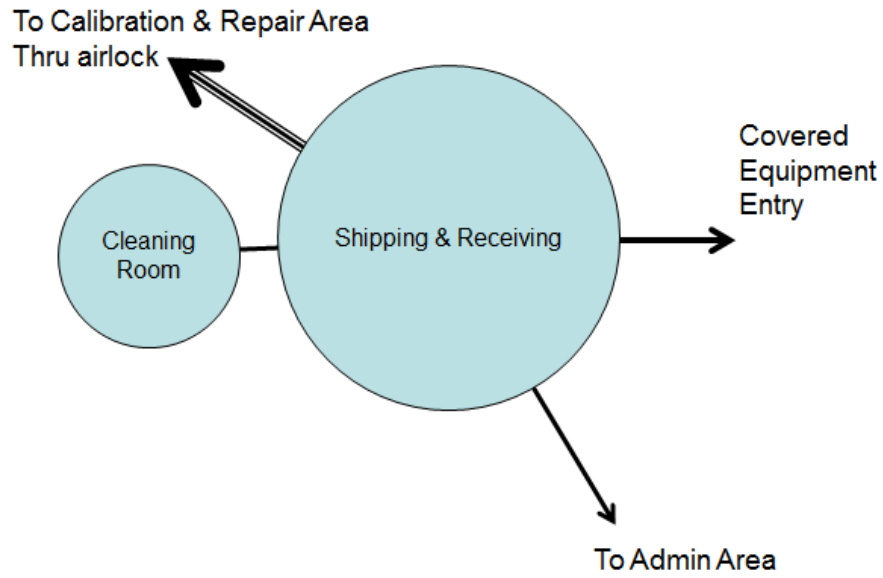 To Calibration & Repair Area
Thru airlock
Covered
Equipment
Entry
Cleaning
Room
Shipping & Receiving
To Admin Area